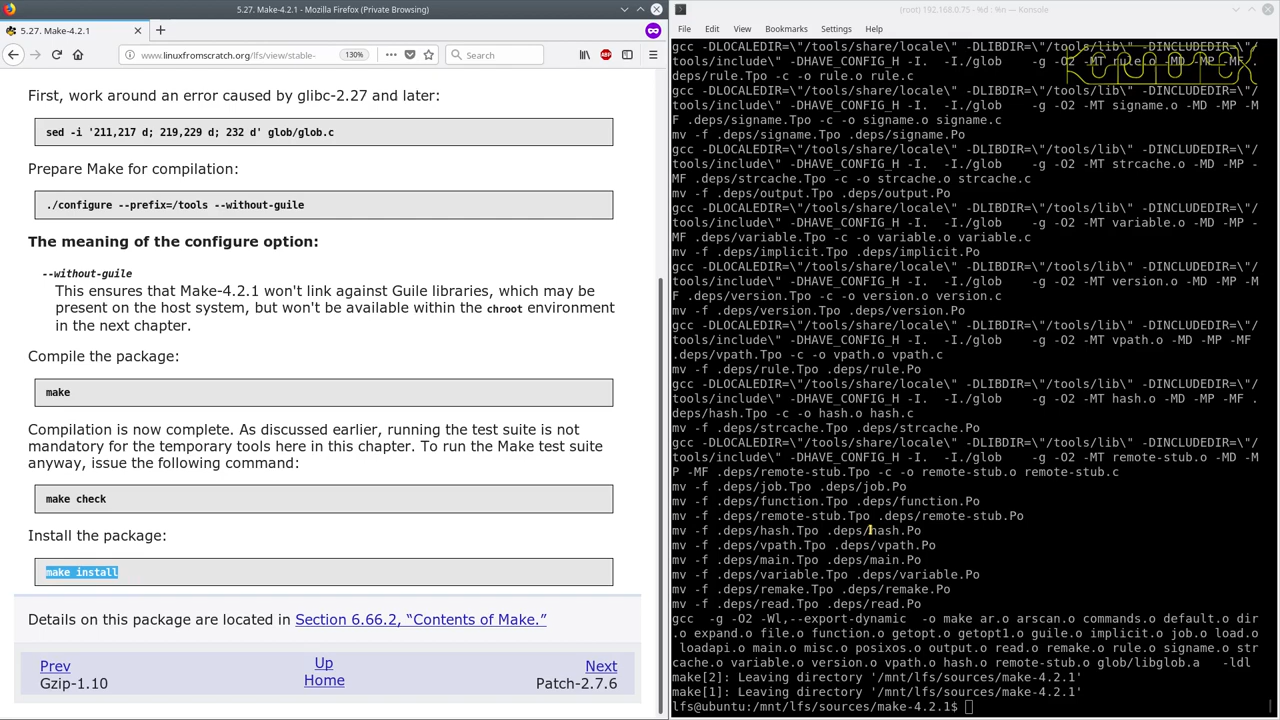 5.27. Make-4.2.1 - Mozilla Firefox (Private Browsing)
5.27. Make-4.2.1
www.linuxfromscratch.org/lfs/view/stable-
130%
Search
First, work around an error caused by glibc-2.27 and later:
sed -i '211,217 d; 219,229 d; 232 d' glob/glob.c
Prepare Make for compilation:
./configure --prefix=/tools --without-guile
The meaning of the configure option:
--without-guile
This ensures that Make-4.2.1 won't link against Guile libraries, which may be
present on the host system, but won't be available within the chroot environment
in the next chapter.
Compile the package:
make
Compilation is now complete. As discussed earlier, running the test suite is not
mandatory for the temporary tools here in this chapter. To run the Make test suite
anyway, issue the following command:
make check
Install the package:
make install
Details on this package are located in Section 6.66.2, “Contents of Make.”
Prev
Up
Next
Gzip-1.10
Home
Patch-2.7.6
(root) 192.168.0.75 - %d : %n — Konsole
File Edit View Bookmarks Settings Help
gcc -DLOCALEDIR=\"/tools/share/locale\" -DLIBDIR=\"/tools/lib\" -DINCLUDEDIR=\"/
tools/include\" -DHAVE_CONFIG_H -I. -I./glob    -g -O2 -MT rule.o -MD -MP -MF .
deps/rule.Tpo -c -o rule.o rule.c
gcc -DLOCALEDIR=\"/tools/share/locale\" -DLIBDIR=\"/tools/lib\" -DINCLUDEDIR=\"/
tools/include\" -DHAVE_CONFIG_H -I. -I./glob    -g -O2 -MT signame.o -MD -MP -M
F .deps/signame.Tpo -c -o signame.o signame.c
mv -f .deps/signame.Tpo .deps/signame.Po
gcc -DLOCALEDIR=\"/tools/share/locale\" -DLIBDIR=\"/tools/lib\" -DINCLUDEDIR=\"/
tools/include\" -DHAVE_CONFIG_H -I. -I./glob    -g -O2 -MT strcache.o -MD -MP -
MF .deps/strcache.Tpo -c -o strcache.o strcache.c
mv -f .deps/output.Tpo .deps/output.Po
gcc -DLOCALEDIR=\"/tools/share/locale\" -DLIBDIR=\"/tools/lib\" -DINCLUDEDIR=\"/
tools/include\" -DHAVE_CONFIG_H -I. -I./glob    -g -O2 -MT variable.o -MD -MP -
MF .deps/variable.Tpo -c -o variable.o variable.c
mv -f .deps/implicit.Tpo .deps/implicit.Po
gcc -DLOCALEDIR=\"/tools/share/locale\" -DLIBDIR=\"/tools/lib\" -DINCLUDEDIR=\"/
tools/include\" -DHAVE_CONFIG_H -I. -I./glob    -g -O2 -MT version.o -MD -MP -M
F .deps/version.Tpo -c -o version.o version.c
mv -f .deps/version.Tpo .deps/version.Po
gcc -DLOCALEDIR=\"/tools/share/locale\" -DLIBDIR=\"/tools/lib\" -DINCLUDEDIR=\"/
tools/include\" -DHAVE_CONFIG_H -I. -I./glob    -g -O2 -MT vpath.o -MD -MP -MF
.deps/vpath.Tpo -c -o vpath.o vpath.c
mv -f .deps/rule.Tpo .deps/rule.Po
gcc -DLOCALEDIR=\"/tools/share/locale\" -DLIBDIR=\"/tools/lib\" -DINCLUDEDIR=\"/
tools/include\" -DHAVE_CONFIG_H -I. -I./glob    -g -O2 -MT hash.o -MD -MP -MF .
deps/hash.Tpo -c -o hash.o hash.c
mv -f .deps/strcache.Tpo .deps/strcache.Po
gcc -DLOCALEDIR=\"/tools/share/locale\" -DLIBDIR=\"/tools/lib\" -DINCLUDEDIR=\"/
tools/include\" -DHAVE_CONFIG_H -I. -I./glob    -g -O2 -MT remote-stub.o -MD -M
P -MF .deps/remote-stub.Tpo -c -o remote-stub.o remote-stub.c
mv -f .deps/job.Tpo .deps/job.Po
mv -f .deps/function.Tpo .deps/function.Po
mv -f .deps/remote-stub.Tpo .deps/remote-stub.Po
mv -f .deps/hash.Tpo .deps/hash.Po
mv -f .deps/vpath.Tpo .deps/vpath.Po
mv -f .deps/main.Tpo .deps/main.Po
mv -f .deps/variable.Tpo .deps/variable.Po
mv -f .deps/remake.Tpo .deps/remake.Po
mv -f .deps/read.Tpo .deps/read.Po
gcc  -g -O2 -Wl,--export-dynamic  -o make ar.o arscan.o commands.o default.o dir
.o expand.o file.o function.o getopt.o getopt1.o guile.o implicit.o job.o load.o
 loadapi.o main.o misc.o posixos.o output.o read.o remake.o rule.o signame.o str
cache.o variable.o version.o vpath.o hash.o remote-stub.o glob/libglob.a   -ldl
make[2]: Leaving directory '/mnt/lfs/sources/make-4.2.1'
make[1]: Leaving directory '/mnt/lfs/sources/make-4.2.1'
lfs@ubuntu:/mnt/lfs/sources/make-4.2.1$